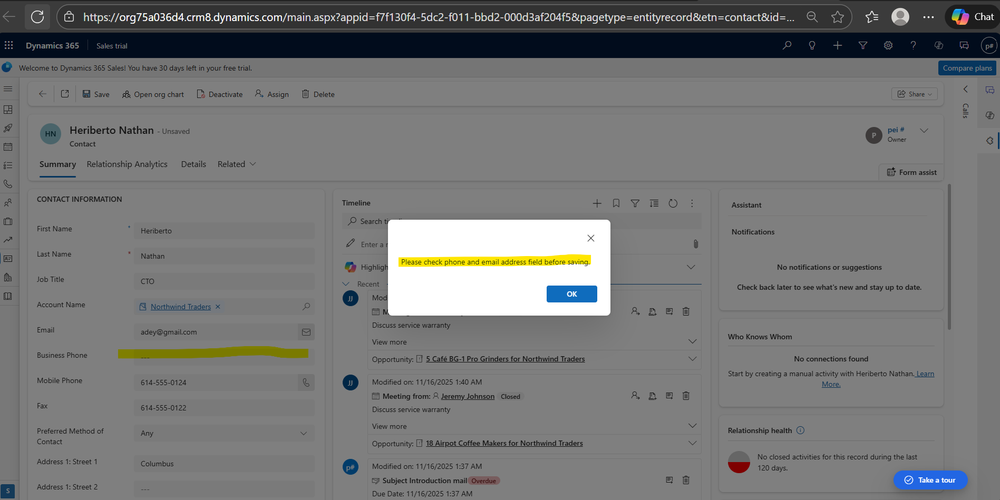 https://org75a036d4.crm8.dynamics.com/main.aspx?appid=f7f130f4-5dc2-f011-bbd2-000d3af204f5&pagetype=entityrecord&etn=contact&id=...
Chat
Dynamics 365
Sales trial
p#
Welcome to Dynamics 365 Sales! You have 30 days left in your free trial.
Compare plans
Save
Open org chart
Deactivate
Assign
Delete
Share
Calls
HN
Heriberto Nathan - Unsaved
Contact
P
pei #
Owner
Summary
Relationship Analytics
Details
Related
Form assist
CONTACT INFORMATION
First Name
Heriberto
Last Name *
Nathan
Job Title
CTO
Account Name
Northwind Traders
Email
adey@gmail.com
Business Phone
---
Mobile Phone
614-555-0124
Fax
614-555-0122
Preferred Method of
Contact
Any
Address 1: Street 1
Columbus
Address 1: Street 2
---
S
Timeline
Search
Enter a
Recent
Please check phone and email address field before saving.
OK
JJ
Discuss service warranty
View more
Opportunity: 5 Café BG-1 Pro Grinders for Northwind Traders
JJ
Modified on: 11/16/2025 1:40 AM
Meeting from: Jeremy Johnson Closed
Discuss service warranty
View more
Opportunity: 18 Airpot Coffee Makers for Northwind Traders
p#
Modified on: 11/16/2025 1:37 AM
Subject Introduction mail Overdue
Due Date: 11/16/2025 1:37 AM
Assistant
Notifications
No notifications or suggestions
Check back later to see what's new and stay up to date.
Who Knows Whom
No connections found
Start by creating a manual activity with Heriberto Nathan. Learn
More.
Relationship health
No closed activities for this record during the last
120 days.
Take a tour